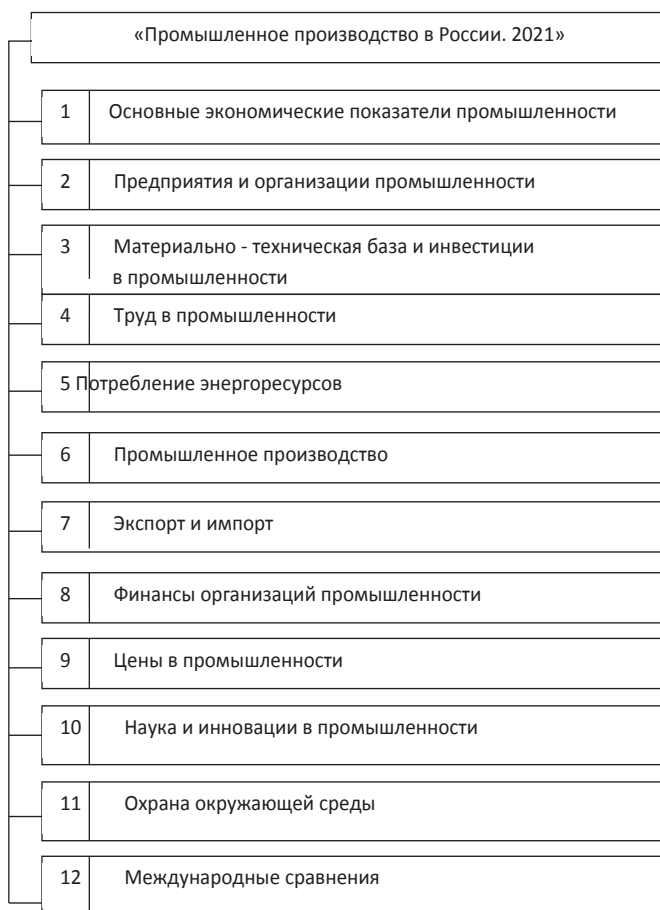 «Промышленное производство в России. 2021»
1 Основные экономические показатели промышленности
2 Предприятия и организации промышленности
3 Материально - техническая база и инвестиции
в промышленности
4 Труд в промышленности
5 Потребление энергоресурсов
6 Промышленное производство
7 Экспорт и импорт
8 Финансы организаций промышленности
9 Цены в промышленности
10 Наука и инновации в промышленности
11 Охрана окружающей среды
12 Международные сравнения